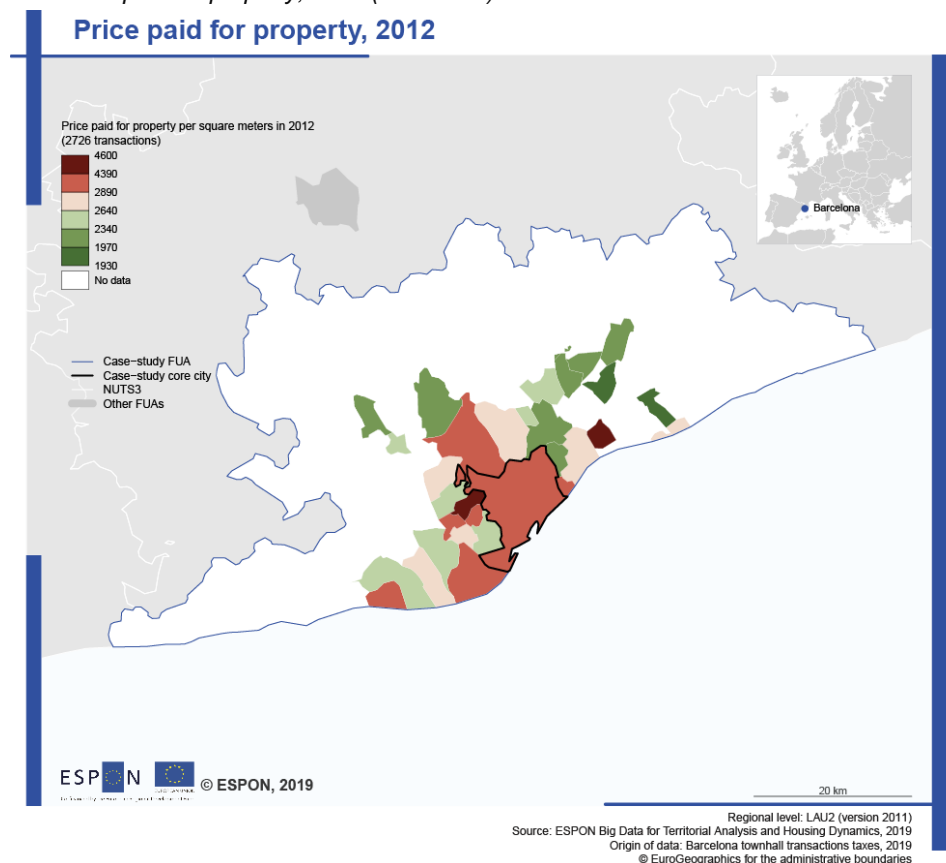 Price paid for property, 2012
Price paid for property per square meters in 2012
(2726 transactions)
4600
4390
2890
2640
2340
1970
1930
No data
Barcelona
Case−study FUA
Case−study core city
NUTS3
Other FUAs
ESPON
© ESPON, 2019
20 km
Regional level: LAU2 (version 2011)
Source: ESPON Big Data for Territorial Analysis and Housing Dynamics, 2019
Origin of data: Barcelona townhall transactions taxes, 2019
© EuroGeographics for the administrative boundaries